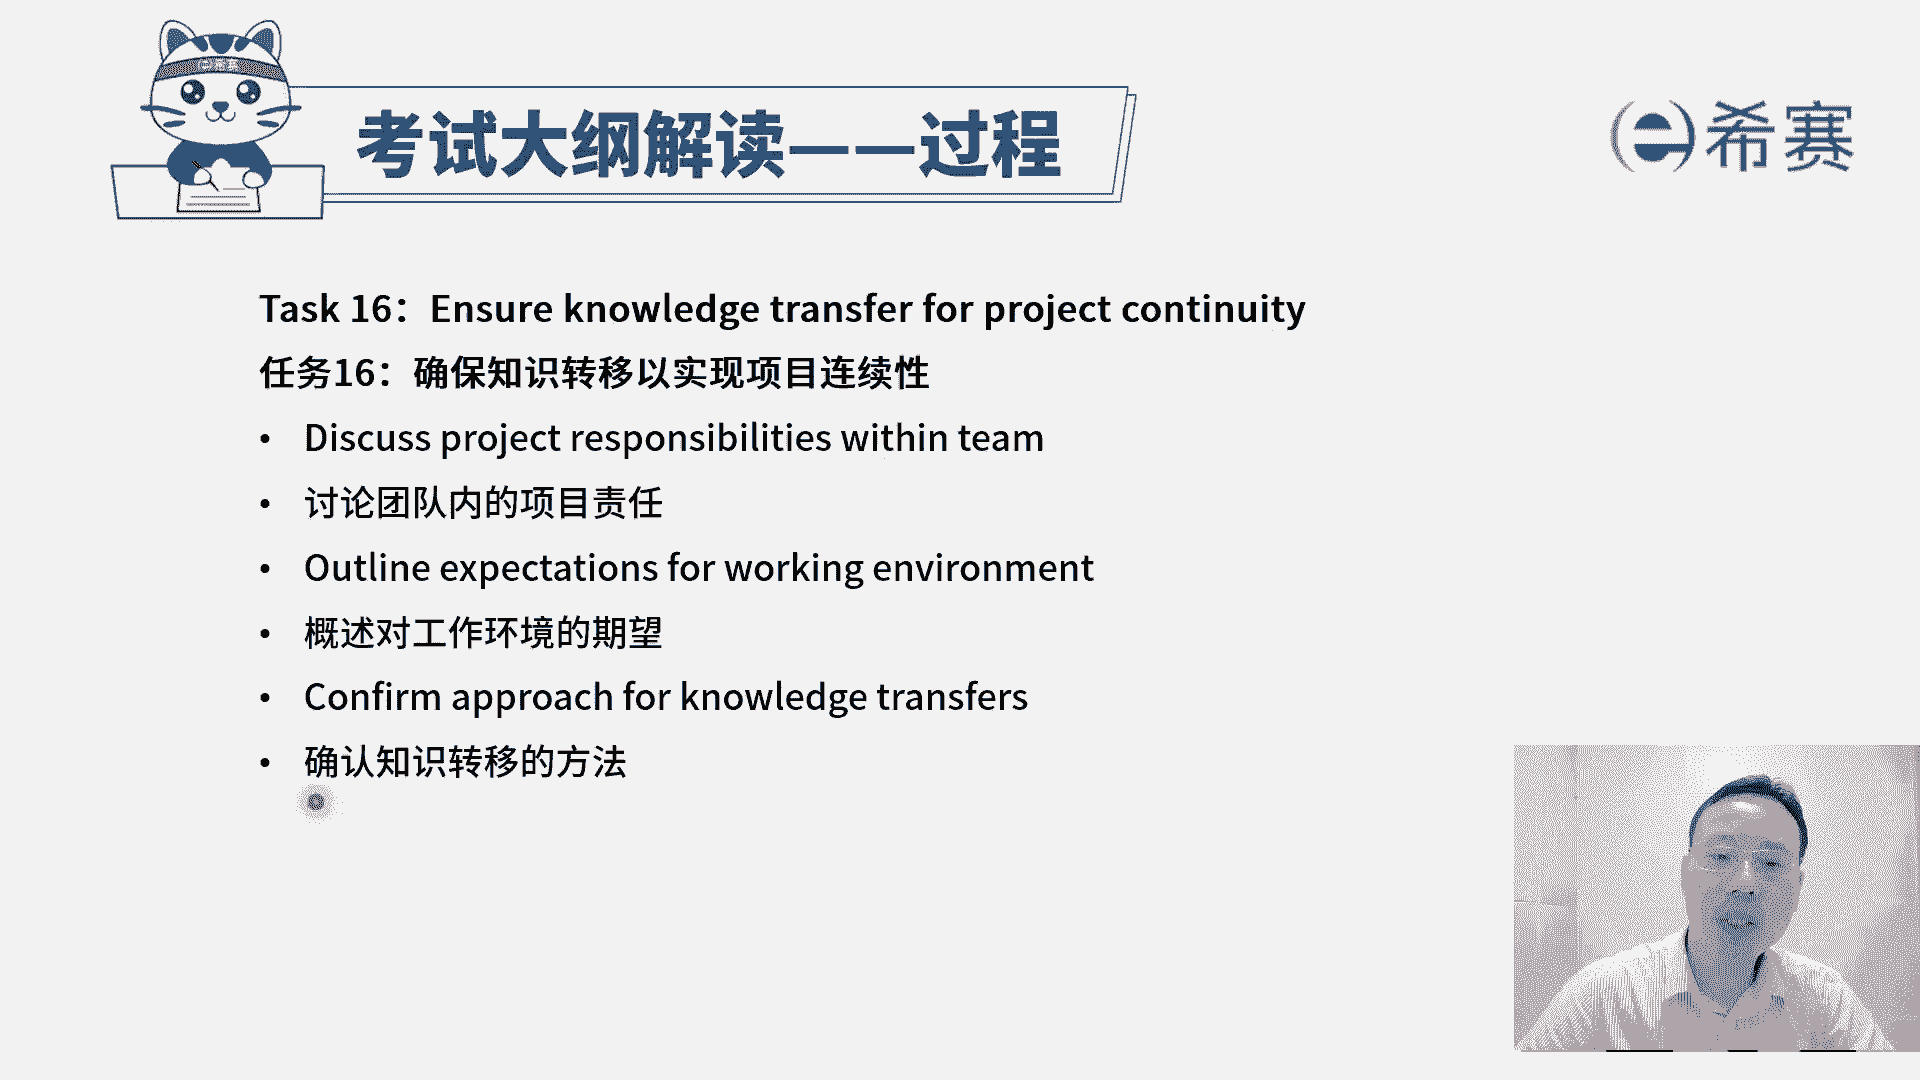 希赛
考试大纲解读——过程
希赛
Task 16：Ensure knowledge transfer for project continuity
任务16：确保知识转移以实现项目连续性
• Discuss project responsibilities within team
• 讨论团队内的项目责任
• Outline expectations for working environment
• 概述对工作环境的期望
• Confirm approach for knowledge transfers
• 确认知识转移的方法